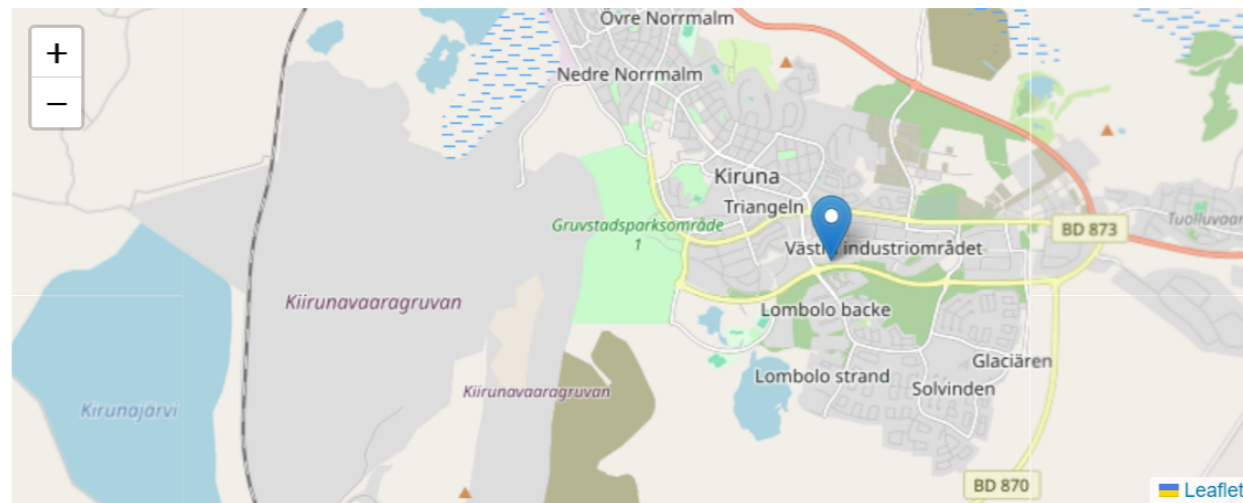 +
−
Övre Norrmalm
Nedre Norrmalm
Kiruna
Triangeln
Gruvstadsparksområde
1
BD 873
Tuolluvaar
Västra industriområdet
Kiirunavaaragruvan
Lombolo backe
Glaciären
Lombolo strand
Kiirunavaaragruvan
Solvinden
Kirunajärvi
BD 870
Leaflet